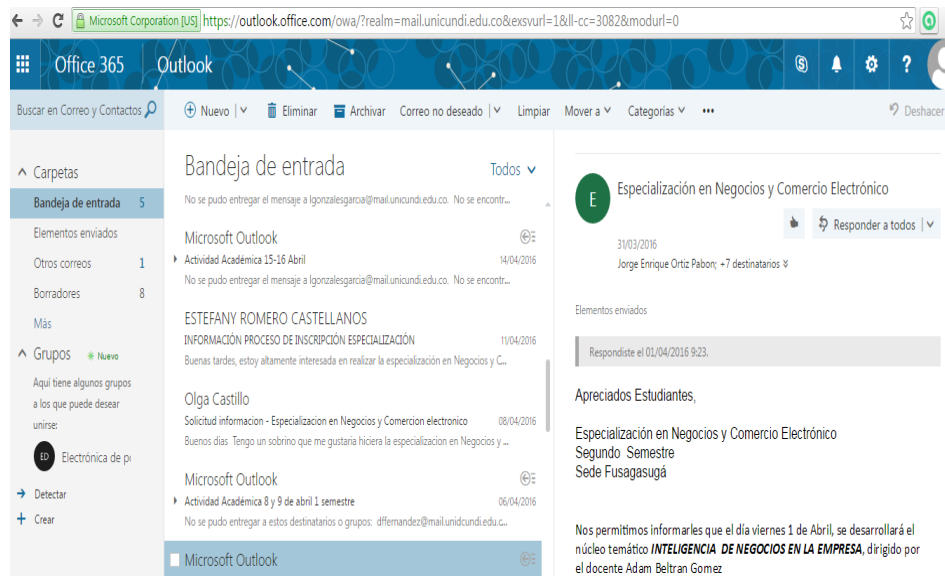 Microsoft Corporation [US] https://outlook.office.com/owa/?realm=mail.unicundi.edu.co&exsvurl=1&ll-cc=3082&modurl=0
Office 365 Outlook ?
Buscar en Correo y Contactos
Nuevo Eliminar Archivar Correo no deseado Limpiar Mover a Categorías ••• Deshacer
Carpetas
Bandeja de entrada 5
Elementos enviados
Otros correos 1
Borradores 8
Más
Grupos Nuevo
Aquí tiene algunos grupos
a los que puede desear
unirse:
ED Electrónica de
Detectar
Crear
Bandeja de entrada Todos
No se pudo entregar el mensaje a lgonzalesgarcia@mail.unicundi.edu.co. No se encontr...
Microsoft Outlook
Actividad Académica 15-16 Abril 14/04/2016
No se pudo entregar el mensaje a lgonzalesgarcia@mail.unicundi.edu.co. No se encontr...
ESTEFANY ROMERO CASTELLANOS
INFORMACIÓN PROCESO DE INSCRIPCIÓN ESPECIALIZACIÓN 11/04/2016
Buenas tardes, estoy altamente interesada en realizar la especialización en Negocios y C...
Olga Castillo
Solicitud informacion - Especializacion en Negocios y Comercion electronico 08/04/2016
Buenos dias Tengo un sobrino que me gustaria hiciera la especializacion en Negocios y ...
Microsoft Outlook
Actividad Académica 8 y 9 de abril 1 semestre 06/04/2016
No se pudo entregar a estos destinatarios o grupos: dffernandez@mail.unidcundi.edu.c...
Microsoft Outlook
E Especialización en Negocios y Comercio Electrónico
Responder a todos
31/03/2016
Jorge Enrique Ortiz Pabon; +7 destinatarios
Elementos enviados
Respondiste el 01/04/2016 9:23.
Apreciados Estudiantes,
Especialización en Negocios y Comercio Electrónico
Segundo Semestre
Sede Fusagasugá
Nos permitimos informarles que el día viernes 1 de Abril, se desarrollará el
núcleo temático INTELIGENCIA DE NEGOCIOS EN LA EMPRESA, dirigido por
el docente Adam Beltran Gomez